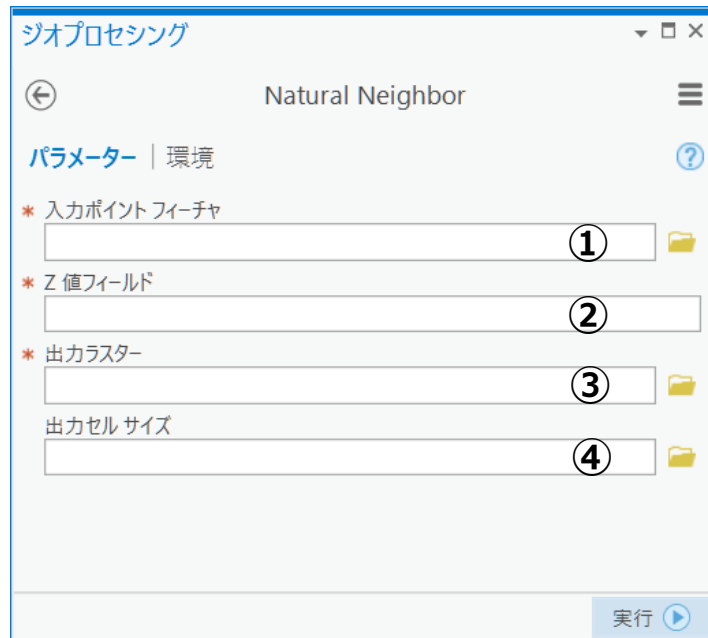 ジオプロセシング
Natural Neighbor
パラメーター | 環境
* 入力ポイント フィーチャ
①
* Z 値フィールド
②
* 出力ラスター
③
出力セル サイズ
④
実行